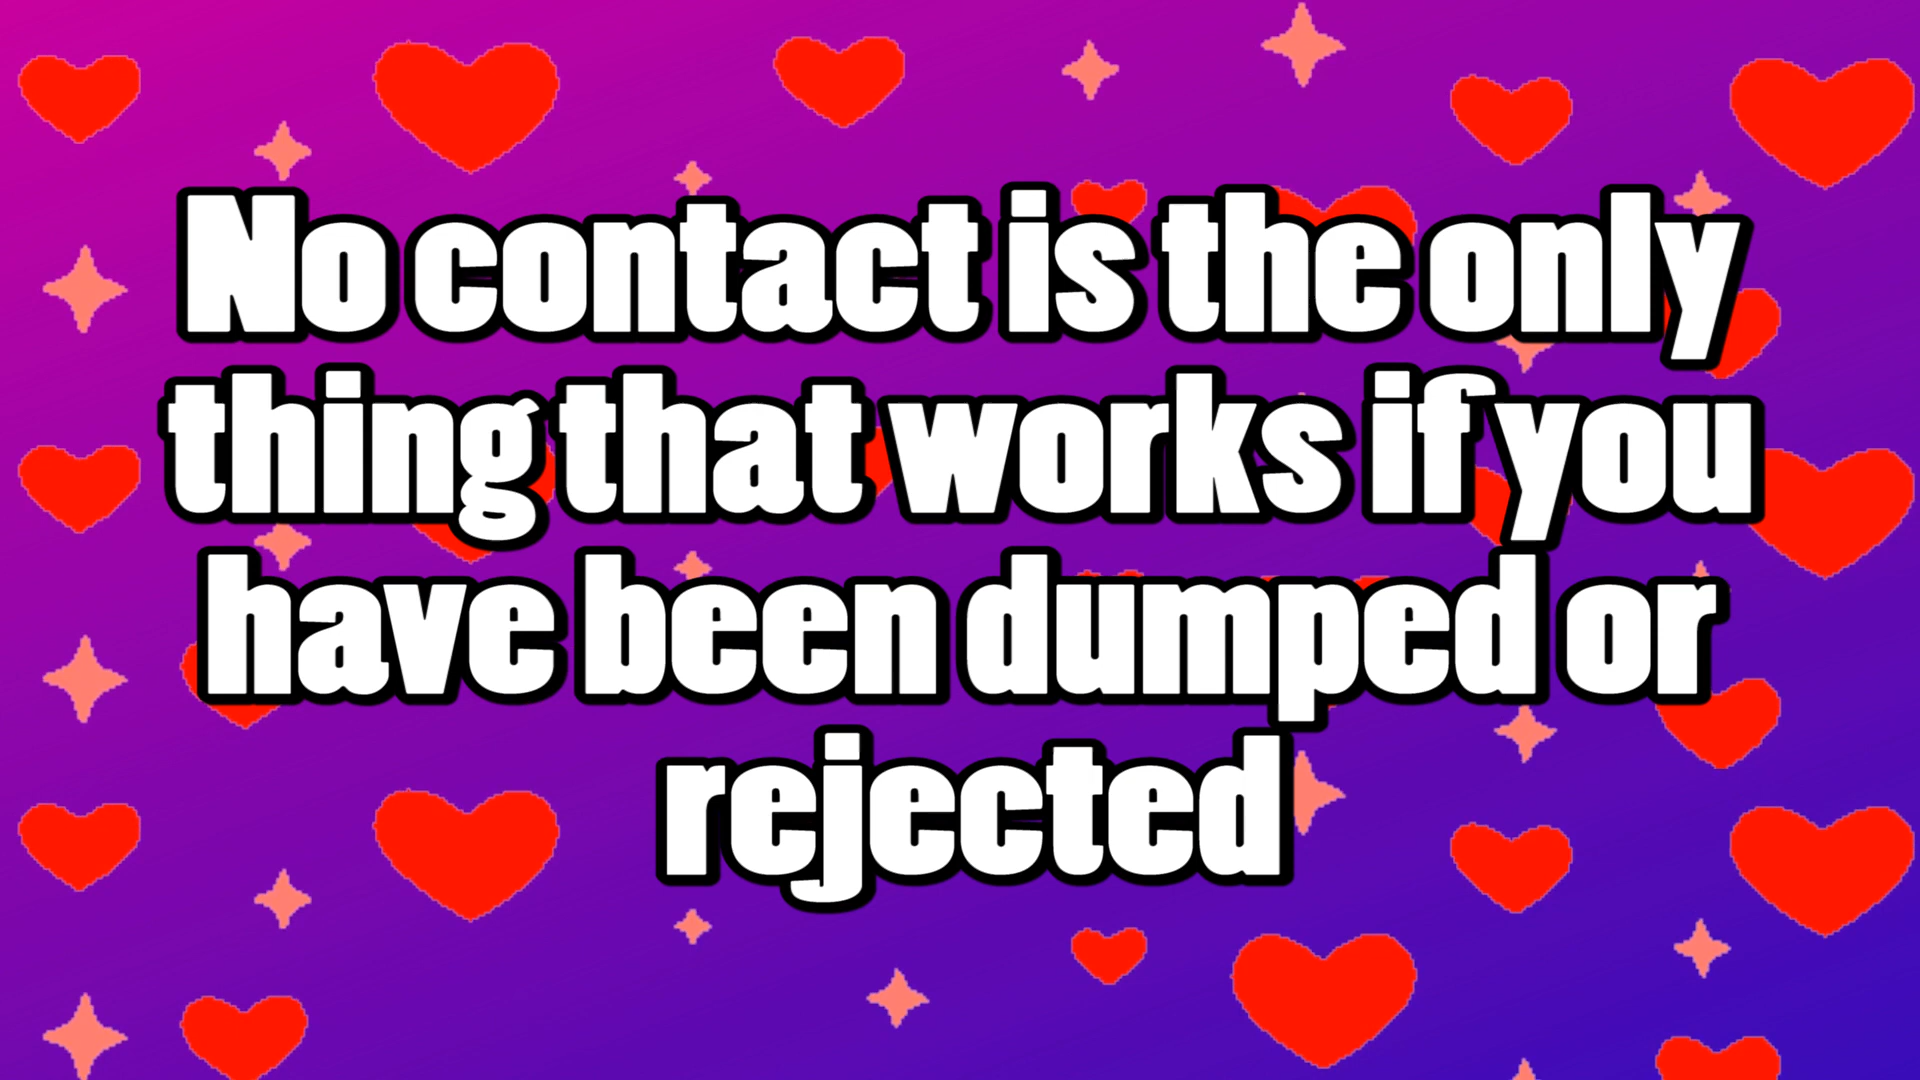 No contact is the only
thing that works if you
have been dumped or
rejected